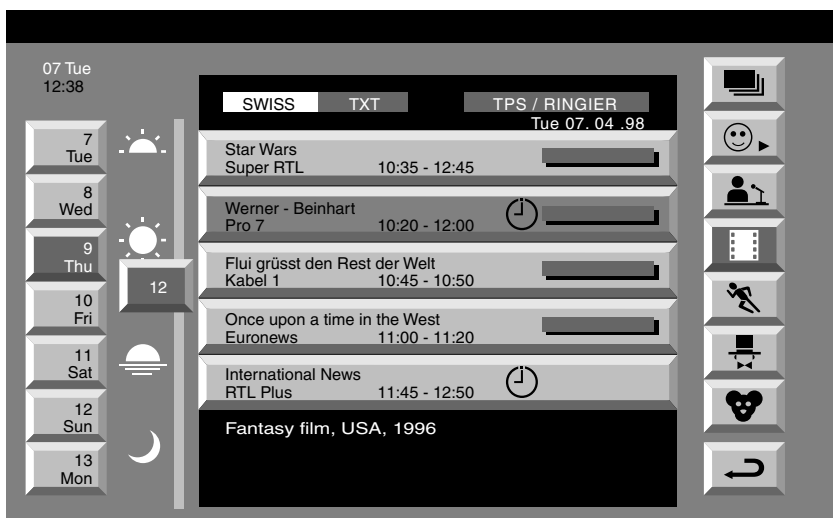 07 Tue
12:38
SWISS TXT TPS / RINGIER
Tue 07. 04 .98
7
Tue
8
Wed
9
Thu
10
Fri
11
Sat
12
Sun
13
Mon
12
Star Wars
Super RTL 10:35 - 12:45
Werner - Beinhart
Pro 7 10:20 - 12:00
Flui grüsst den Rest der Welt
Kabel 1 10:45 - 10:50
Once upon a time in the West
Euronews 11:00 - 11:20
International News
RTL Plus 11:45 - 12:50
Fantasy film, USA, 1996